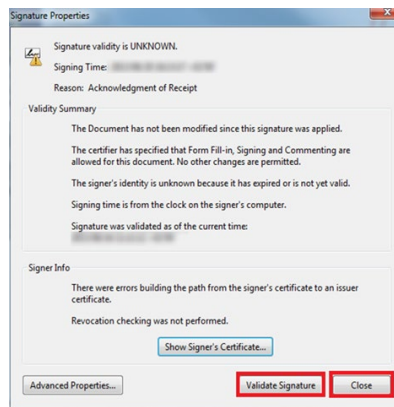 Signature Properties
Signature validity is UNKNOWN.
Signing Time:
Reason: Acknowledgment of Receipt
Validity Summary
The Document has not been modified since this signature was applied.
The certifier has specified that Form Fill-in, Signing and Commenting are
allowed for this document. No other changes are permitted.
The signer's identity is unknown because it has expired or is not yet valid.
Signing time is from the clock on the signer's computer.
Signature was validated as of the current time:
Signer Info
There were errors building the path from the signer's certificate to an issuer
certificate.
Revocation checking was not performed.
Show Signer's Certificate...
Advanced Properties...
Validate Signature
Close